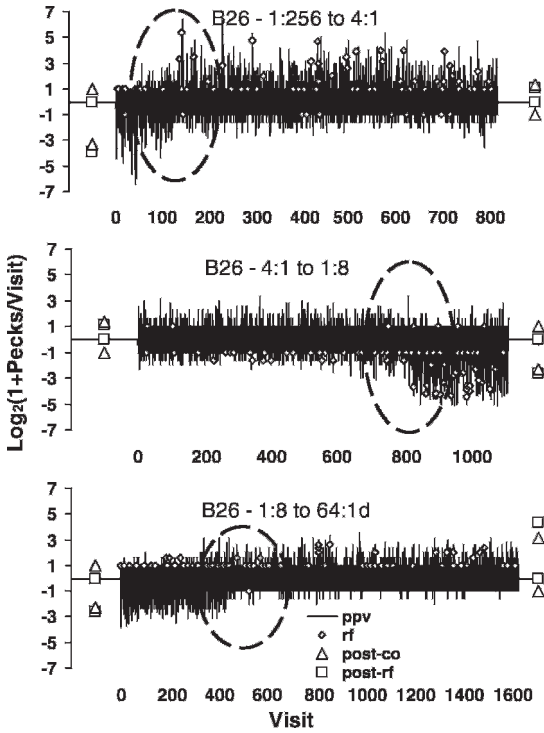 B26 - 1:256 to 4:1
7
5
3
1
-1
-3
-5
-7
0 100 200 300 400 500 600 700 800
B26 - 4:1 to 1:8
7
5
3
1
-1
-3
-5
-7
0 200 400 600 800 1000
Log2(1+Pecks/Visit)
B26 - 1:8 to 64:1d
7
5
3
1
-1
-3
-5
-7
ppv
rf
post-co
post-rf
0 200 400 600 800 1000 1200 1400 1600
Visit